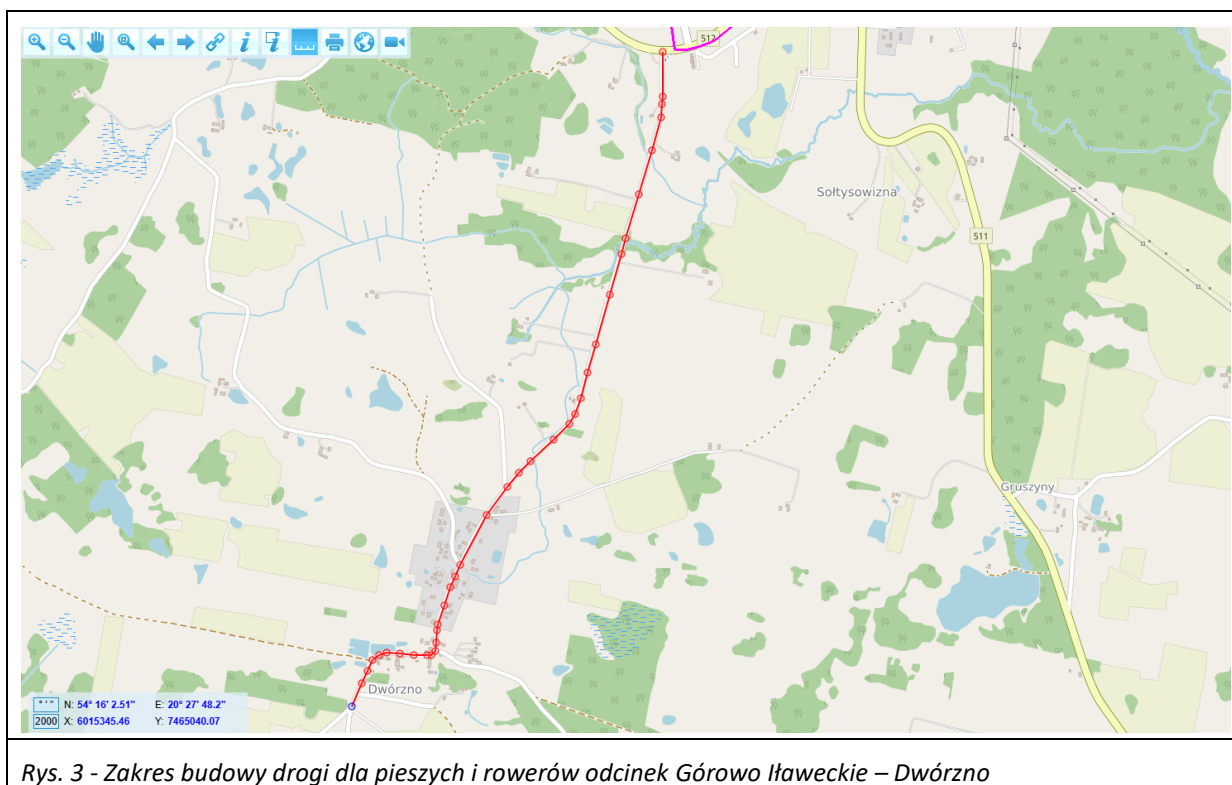 512
Sołtysowizna
511
Gruszyny
Dwórzno
° ' " N: 54° 16' 2.51" E: 20° 27' 48.2"
2000 X: 6015345.46 Y: 7465040.07
Rys. 3 - Zakres budowy drogi dla pieszych i rowerów odcinek Górowo Iławeckie – Dwórzno